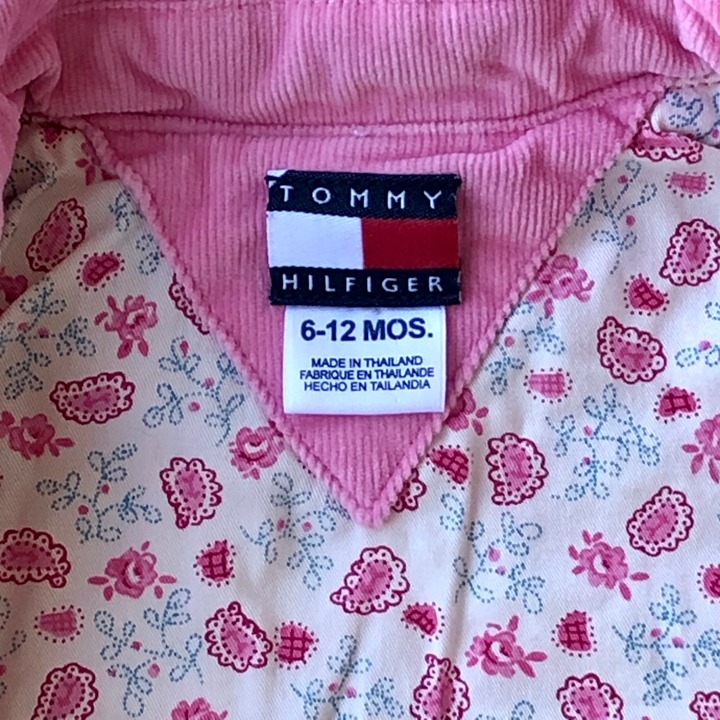 TOMMY
HILFIGER
6-12 MOS.
MADE IN THAILAND
FABRIQUE EN THAILANDE
HECHO EN TAILANDIA